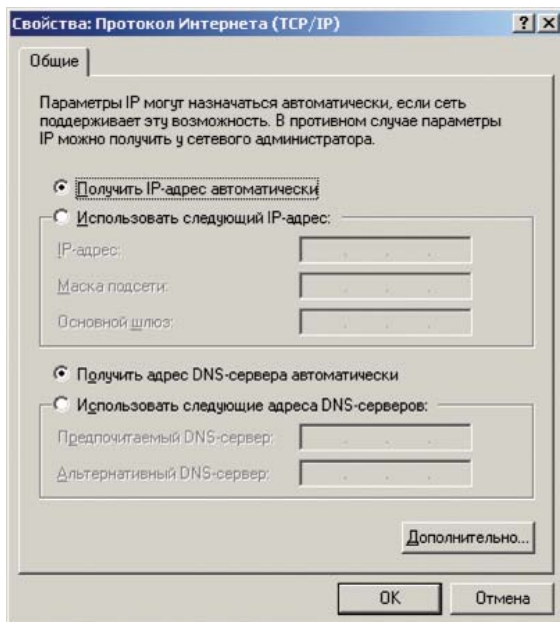 Свойства: Протокол Интернета (TCP/IP)
Общие
Параметры IP могут назначаться автоматически, если сеть
поддерживает эту возможность. В противном случае параметры
IP можно получить у сетевого администратора.
Получить IP-адрес автоматически
Использовать следующий IP-адрес:
IP-адрес:
Маска подсети:
Основной шлюз:
Получить адрес DNS-сервера автоматически
Использовать следующие адреса DNS-серверов:
Предпочитаемый DNS-сервер:
Альтернативный DNS-сервер:
Дополнительно...
OK Отмена